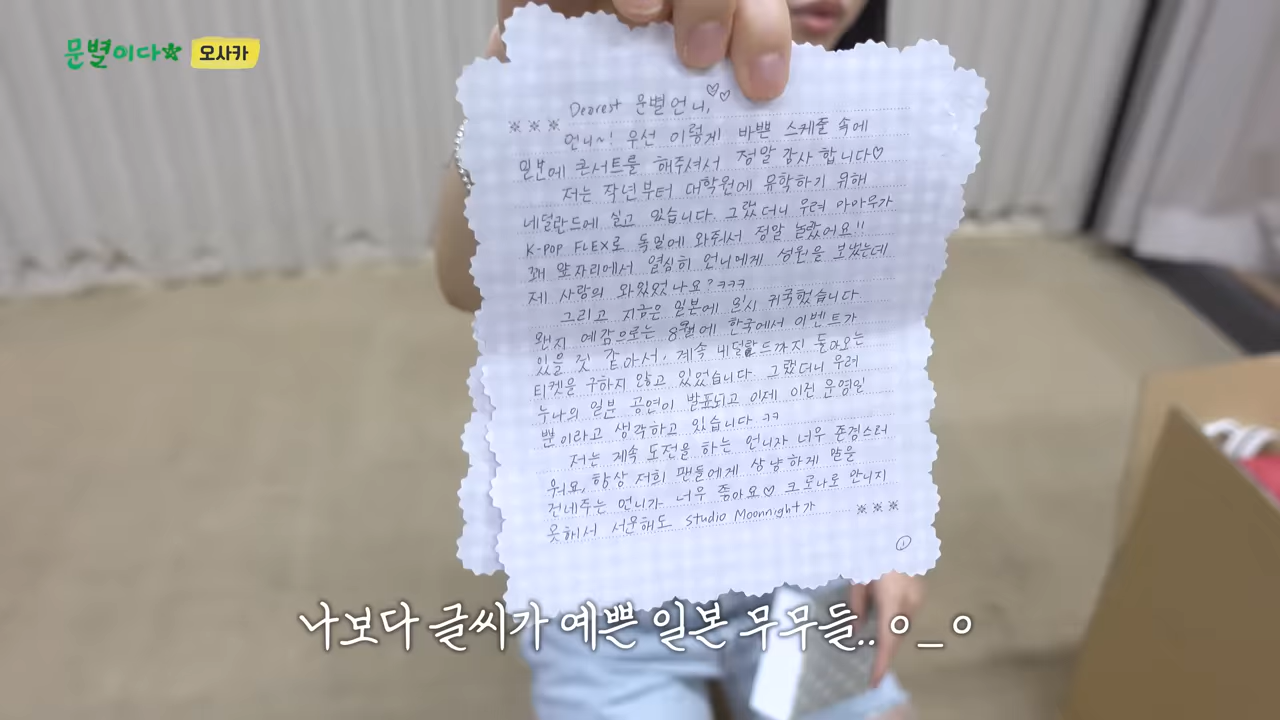 문별이다 오사카
Dearest 문별언니, ♡♡
※※※
언니~! 우선 이렇게 바쁜 스케줄 속에
일본에 콘서트를 해주셔서 정말 감사 합니다♡
저는 작년부터 대학원에 유학하기 위해
네덜란드에 살고 있습니다. 그랬더니 우려 마마무가
K-POP FLEX로 독일에 와줘서 정말 놀랐어요!!
꽤 앞자리에서 열심히 언니에게 성원을 보냈는데
제 사랑의 와있었나요? ㅋㅋㅋ
그리고 지금은 일본에 일시 귀국했습니다
왠지 예감으로는 8월에 한국에서 이벤트가
있을 것 같아서, 계속 네덜란드까지 돌아오는
티켓을 구하지 않고 있었습니다. 그랬더니 우려
누나의 일본 공연이 발표되고 이제 이진 운명일
뿐이라고 생각하고 있습니다 ㅋㅋ
저는 계속 도전을 하는 언니자 너무 존경스러
워요, 항상 저희 팬들에게 상냥하게 말을
건네주는 언니가 너무 좋아요♡ 코로나로 만나지
못해서 서운해도 studio Moonnight가
※※※
①
나보다 글씨가 예쁜 일본 무무들.. ㅇ_ㅇ